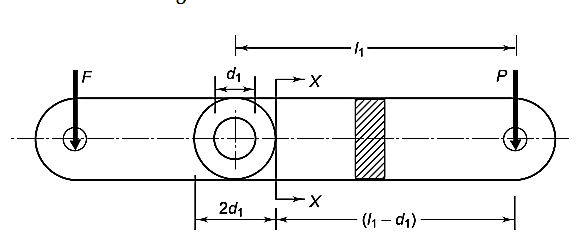 l₁
d₁
X
F
P
X
2d₁
(l₁ – d₁)